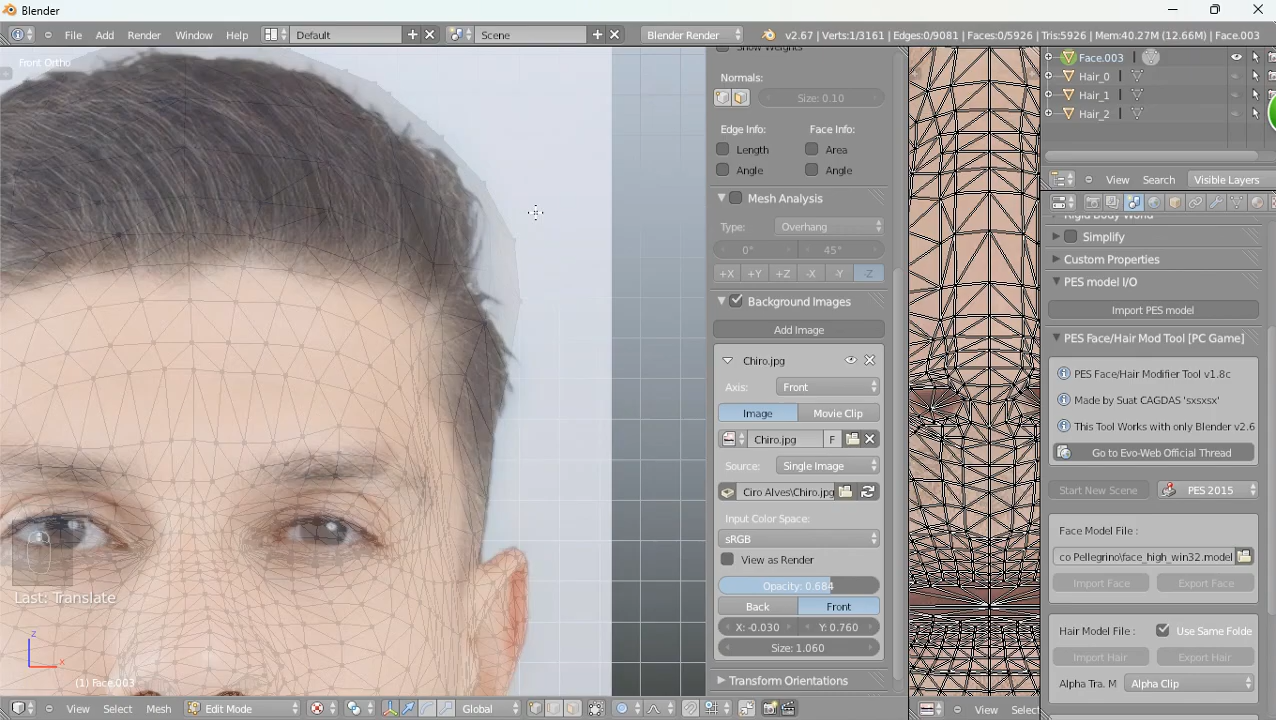 Blender
File Add Render Window Help Default Scene Blender Render v2.67 | Verts:1/3161 | Edges:0/9081 | Faces:0/5926 | Tris:5926 | Mem:40.27M (12.66M) | Face.003
Front Ortho
Show Weights
Normals:
Size: 0.10
Edge Info: Face Info:
Length Area
Angle Angle
Mesh Analysis
Type: Overhang
0° 45°
+X +Y +Z -X -Y -Z
Background Images
Add Image
Chiro.jpg
Axis: Front
Image Movie Clip
Chiro.jpg F
Source: Single Image
Ciro Alves\Chiro.jpg
Input Color Space:
sRGB
View as Render
Opacity: 0.684
Back Front
X: -0.030 Y: 0.760
Size: 1.060
Transform Orientations
Last: Translate
z
x
(1) Face.003
View Select Mesh Edit Mode Global
View Select
Face.003
Hair_0
Hair_1
Hair_2
View Search Visible Layers
Rigid Body World
Simplify
Custom Properties
PES model I/O
Import PES model
PES Face/Hair Mod Tool [PC Game]
PES Face/Hair Modifier Tool v1.8c
Made by Suat CAGDAS 'sxsxsx'
This Tool Works with only Blender v2.6
Go to Evo-Web Official Thread
Start New Scene PES 2015
Face Model File :
co Pellegrino\face_high_win32.model
Import Face Export Face
Hair Model File : Use Same Folde
Import Hair Export Hair
Alpha Tra. M Alpha Clip